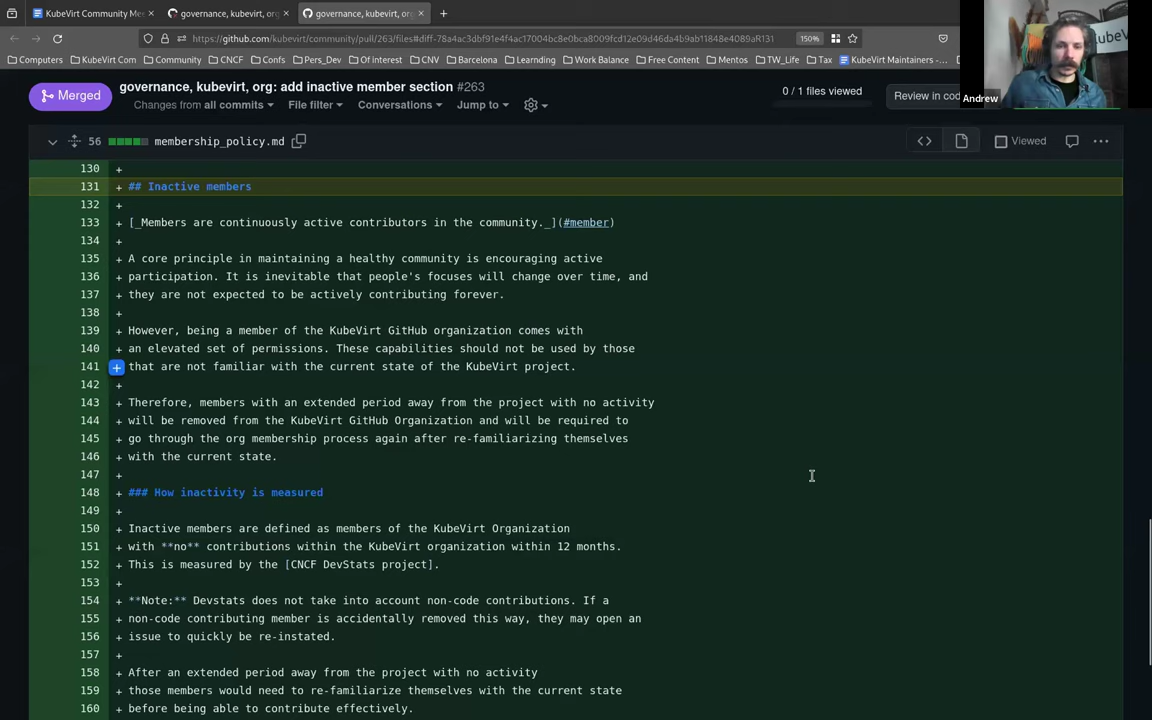 KubeVirt Community Mee
governance, kubevirt, org:
governance, kubevirt, org:
https://github.com/kubevirt/community/pull/263/files#diff-78a4ac3dbf91e4f4ac17004bc8e0bca8009fcd12e09d46da4b9ab11848e4089aR131
150%
Computers
KubeVirt Com
Community
CNCF
Confs
Pers_Dev
Of interest
CNV
Barcelona
Learnding
Work Balance
Free Content
Mentos
TW_Life
Tax
KubeVirt Maintainers -...
Andrew
Merged
governance, kubevirt, org: add inactive member section #263
Changes from all commits
File filter
Conversations
Jump to
0 / 1 files viewed
Review in cod
56 membership_policy.md
Viewed
130 +
131 + ## Inactive members
132 +
133 + [_Members are continuously active contributors in the community._](#member)
134 +
135 + A core principle in maintaining a healthy community is encouraging active
136 + participation. It is inevitable that people's focuses will change over time, and
137 + they are not expected to be actively contributing forever.
138 +
139 + However, being a member of the KubeVirt GitHub organization comes with
140 + an elevated set of permissions. These capabilities should not be used by those
141 + that are not familiar with the current state of the KubeVirt project.
142 +
143 + Therefore, members with an extended period away from the project with no activity
144 + will be removed from the KubeVirt GitHub Organization and will be required to
145 + go through the org membership process again after re-familiarizing themselves
146 + with the current state.
147 +
148 + ### How inactivity is measured
149 +
150 + Inactive members are defined as members of the KubeVirt Organization
151 + with **no** contributions within the KubeVirt organization within 12 months.
152 + This is measured by the [CNCF DevStats project].
153 +
154 + **Note:** Devstats does not take into account non-code contributions. If a
155 + non-code contributing member is accidentally removed this way, they may open an
156 + issue to quickly be re-instated.
157 +
158 + After an extended period away from the project with no activity
159 + those members would need to re-familiarize themselves with the current state
160 + before being able to contribute effectively.